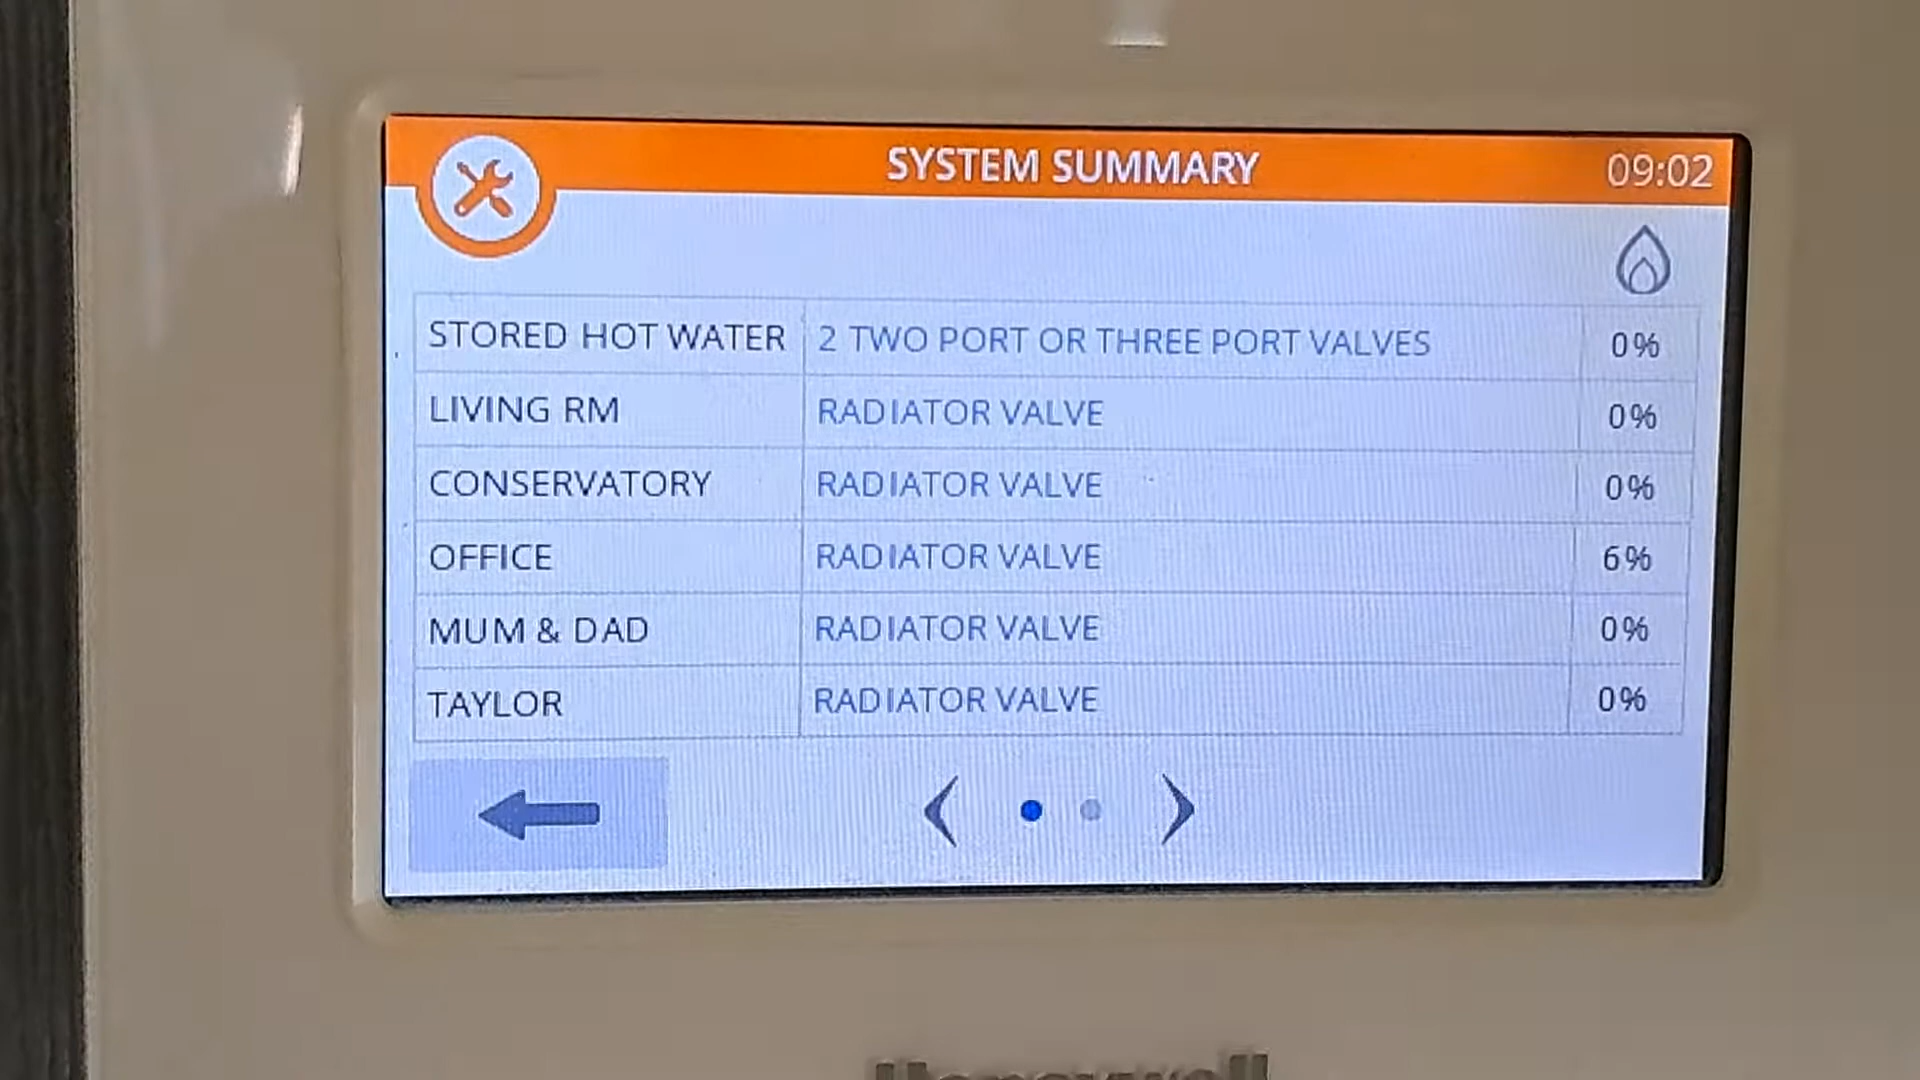 SYSTEM SUMMARY 09:02
STORED HOT WATER 2 TWO PORT OR THREE PORT VALVES 0%
LIVING RM RADIATOR VALVE 0%
CONSERVATORY RADIATOR VALVE 0%
OFFICE RADIATOR VALVE 6%
MUM & DAD RADIATOR VALVE 0%
TAYLOR RADIATOR VALVE 0%
Honeywell